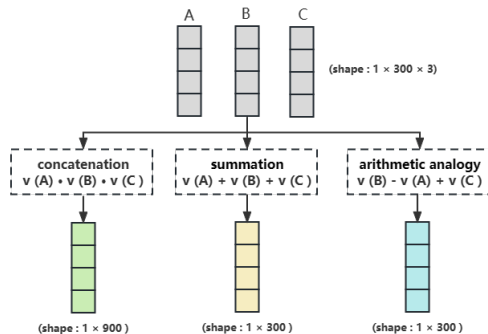 A B C
(shape : 1 × 300 × 3)
concatenation
v (A) • v (B) • v (C )
summation
v (A) + v (B) + v (C )
arithmetic analogy
v (B) - v (A) + v (C )
(shape : 1 × 900 )
(shape : 1 × 300 )
(shape : 1 × 300 )